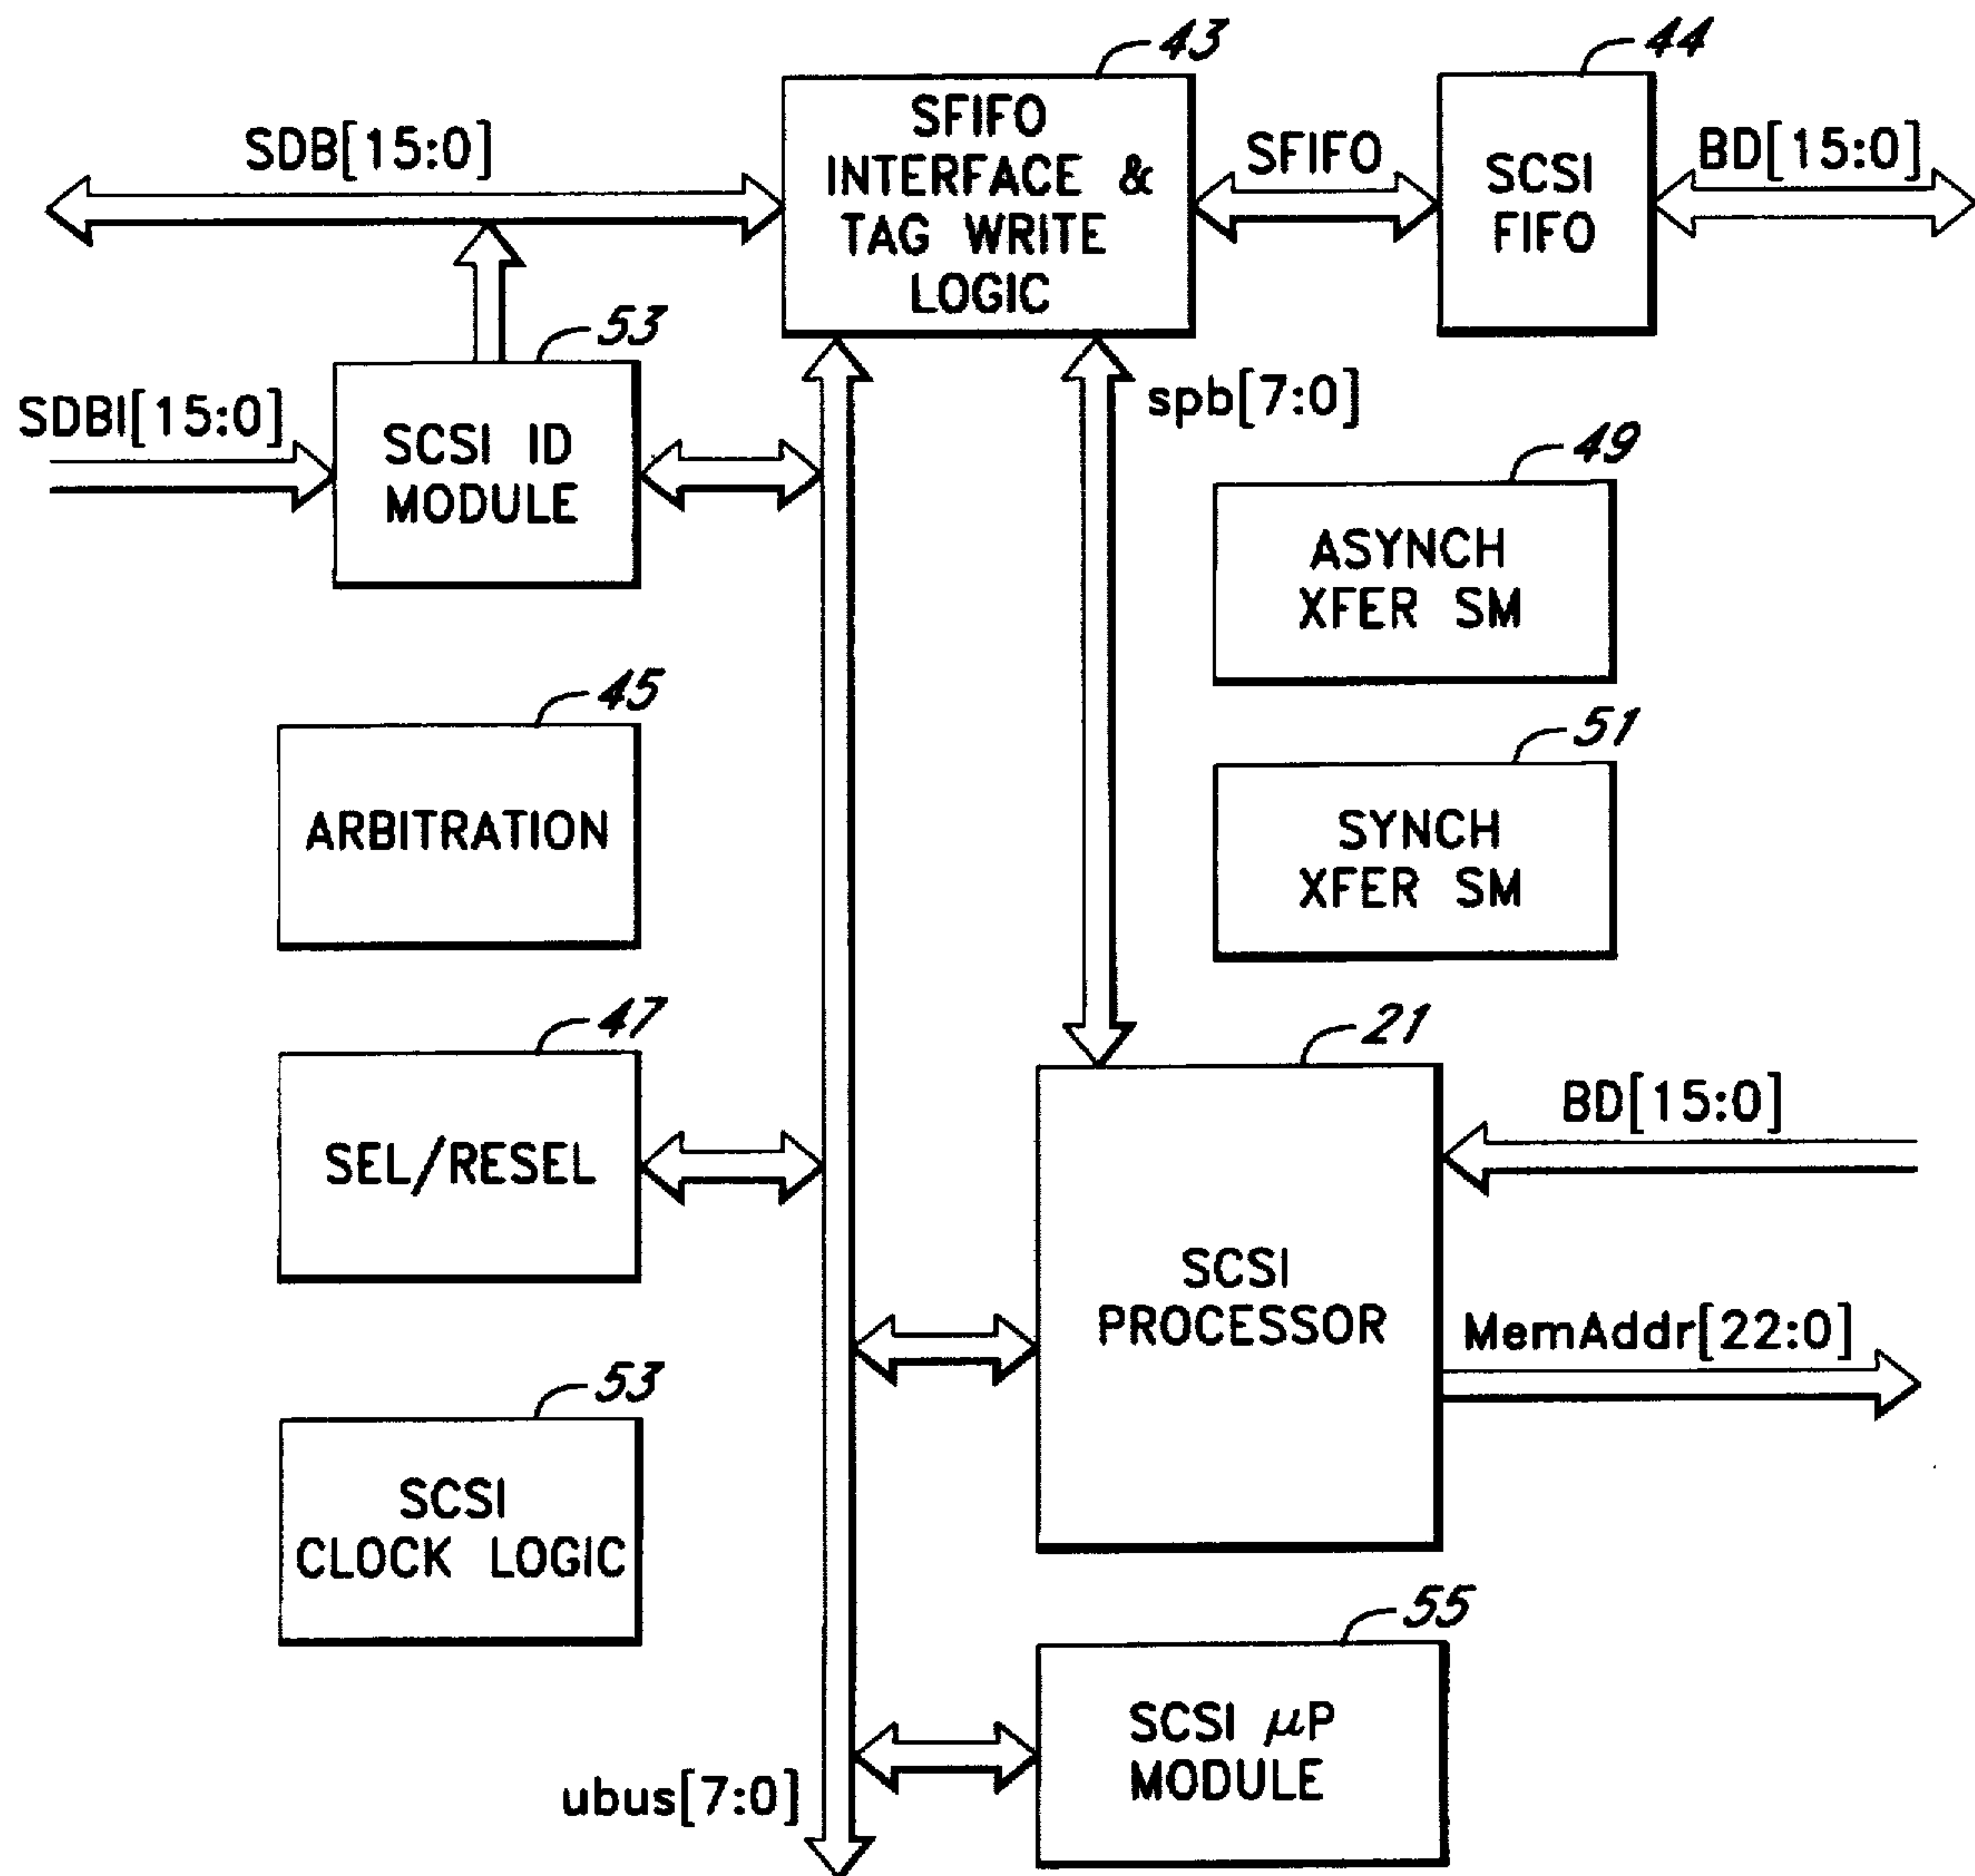 43
44
SFIFO
INTERFACE &
TAG WRITE
LOGIC
SDB[15:0]
SFIFO
SCSI
FIFO
BD[15:0]
53
SDBI[15:0]
SCSI ID
MODULE
spb[7:0]
49
ASYNCH
XFER SM
45
ARBITRATION
51
SYNCH
XFER SM
47
SEL/RESEL
21
SCSI
PROCESSOR
BD[15:0]
MemAddr[22:0]
53
SCSI
CLOCK LOGIC
55
SCSI μP
MODULE
ubus[7:0]